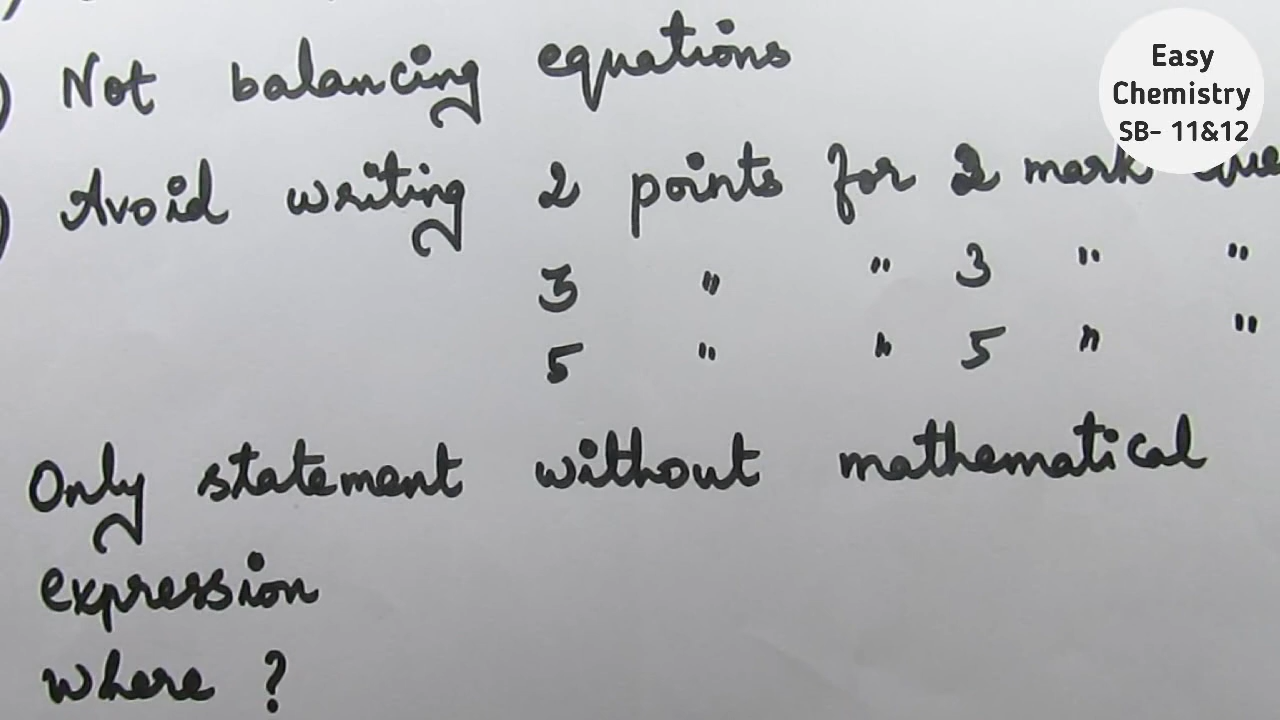 Easy
Chemistry
SB- 11&12
) Not balancing equations
) Avoid writing 2 points for 2 mark
3 " " 3 " "
5 " " 5 " "
Only statement without mathematical
expression
Where ?